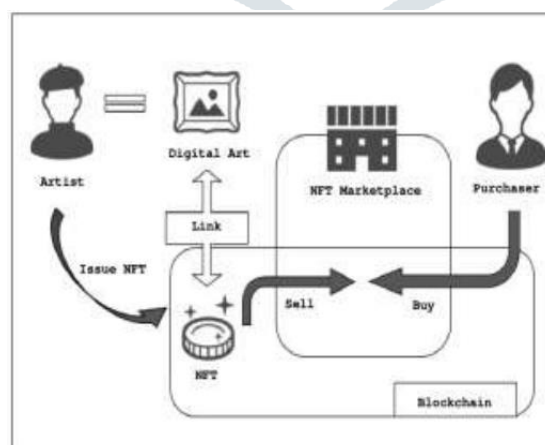 Artist
Digital Art
NFT Marketplace
Purchaser
Link
Issue NFT
Sell
Buy
NFT
Blockchain